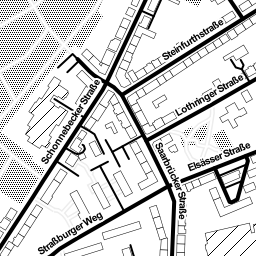 Steinfurthstraße
Schonnebecker Straße
Lothringer Straße
Saarbrücker Straße
Elsässer Straße
Straßburger Weg